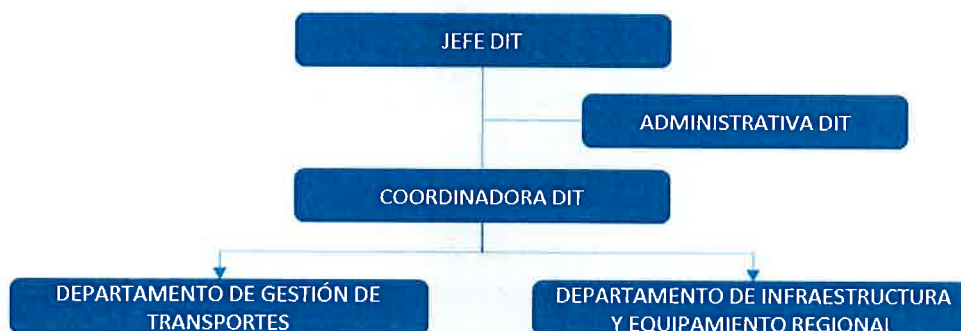 JEFE DIT
ADMINISTRATIVA DIT
COORDINADORA DIT
DEPARTAMENTO DE GESTIÓN DE
TRANSPORTES
DEPARTAMENTO DE INFRAESTRUCTURA
Y EQUIPAMIENTO REGIONAL